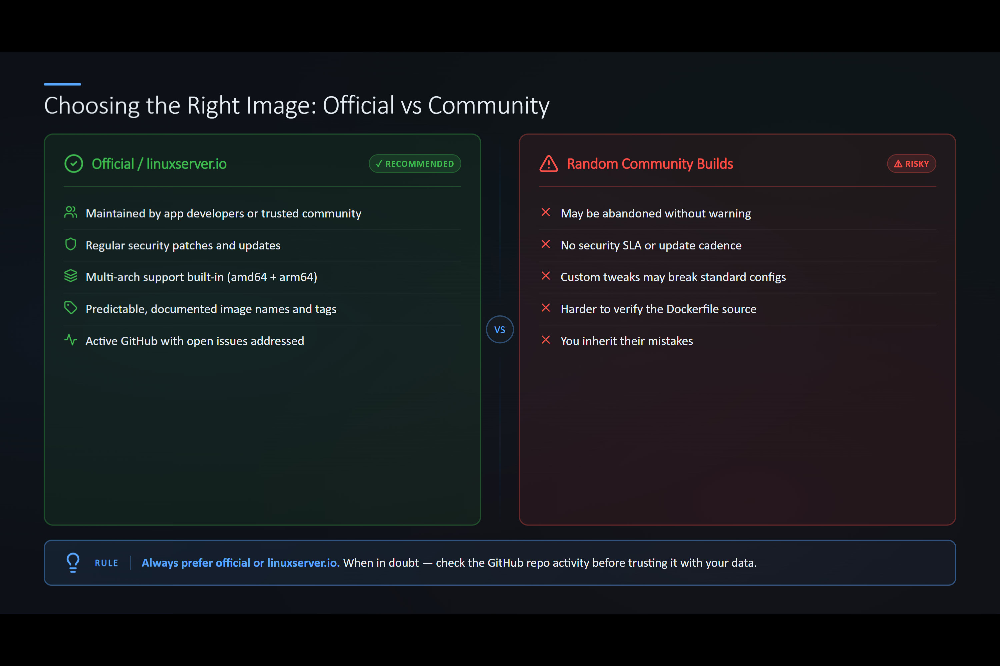 Choosing the Right Image: Official vs Community
Official / linuxserver.io
✓ RECOMMENDED
Maintained by app developers or trusted community
Regular security patches and updates
Multi-arch support built-in (amd64 + arm64)
Predictable, documented image names and tags
Active GitHub with open issues addressed
VS
Random Community Builds
⚠ RISKY
May be abandoned without warning
No security SLA or update cadence
Custom tweaks may break standard configs
Harder to verify the Dockerfile source
You inherit their mistakes
RULE
Always prefer official or linuxserver.io. When in doubt — check the GitHub repo activity before trusting it with your data.